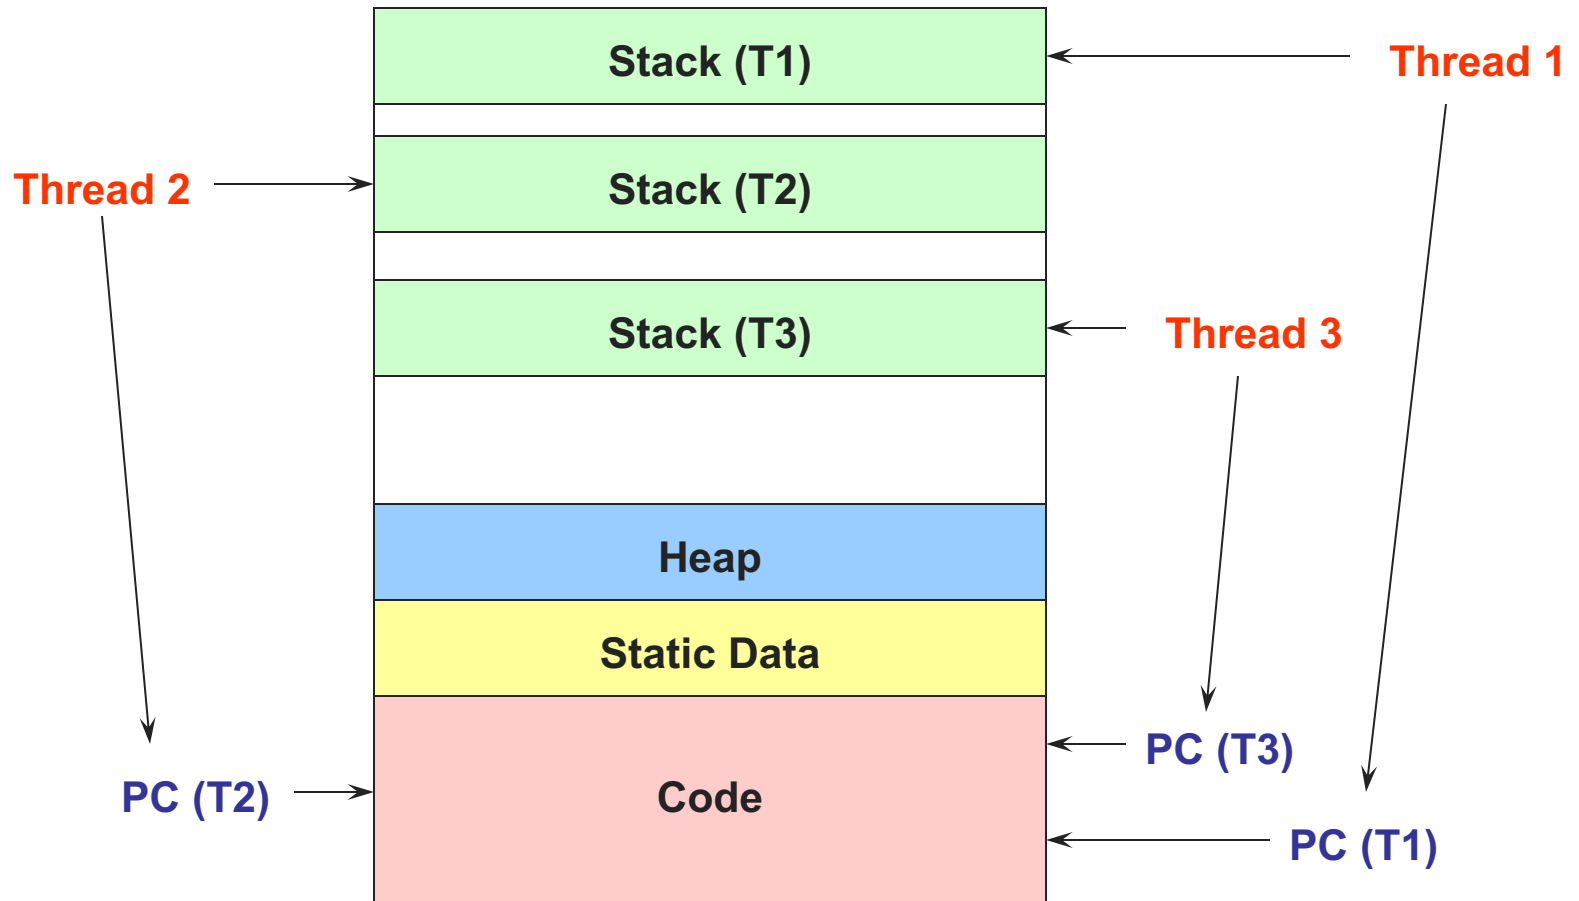 Stack (T1)
Thread 1
Thread 2
Stack (T2)
Stack (T3)
Thread 3
Heap
Static Data
PC (T3)
PC (T2)
Code
PC (T1)